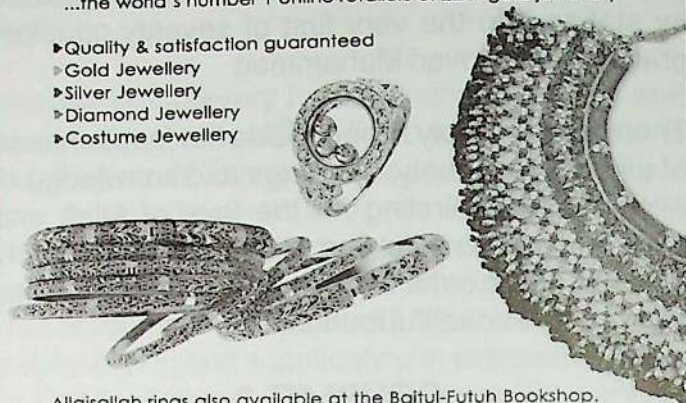 ...the world's number 1 online retailers of
▶Quality & satisfaction guaranteed
▶Gold Jewellery
▶Silver Jewellery
▶Diamond Jewellery
▶Costume Jewellery
Allaisallah rings also available at the Baitul-Futuh Bookshop.